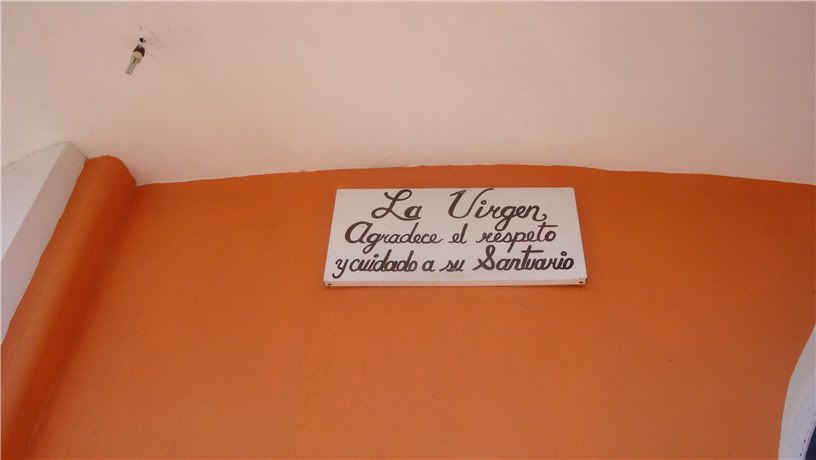 La Virgen,
Agradece el respeto
y cuidado a su Santuario